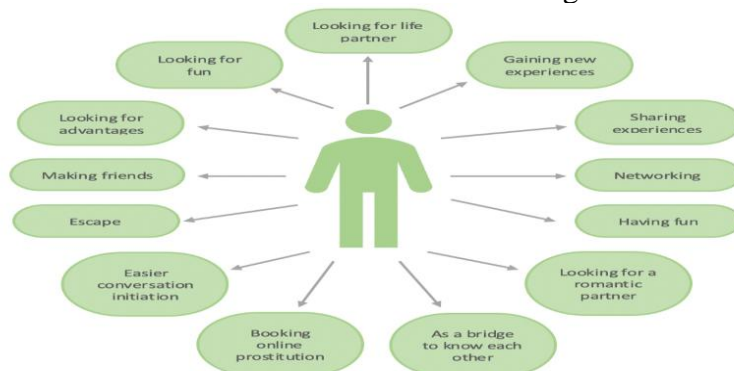 Looking for life
partner
Looking for
fun
Gaining new
experiences
Looking for
advantages
Sharing
experiences
Making friends
Networking
Escape
Having fun
Easier
conversation
initiation
Looking for a
romantic
partner
Booking
online
prostitution
As a bridge
to know each
other